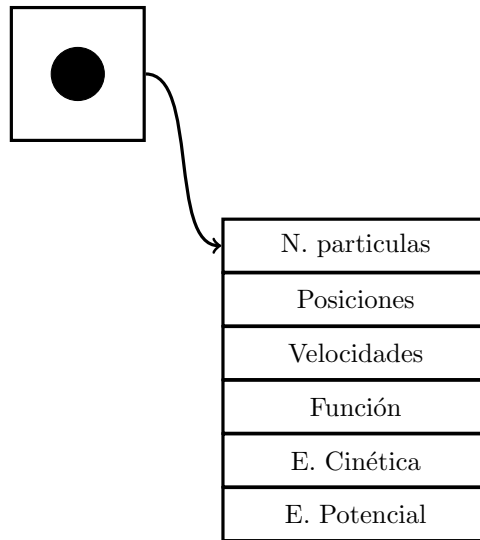 N. particulas
Posiciones
Velocidades
Función
E. Cinética
E. Potencial